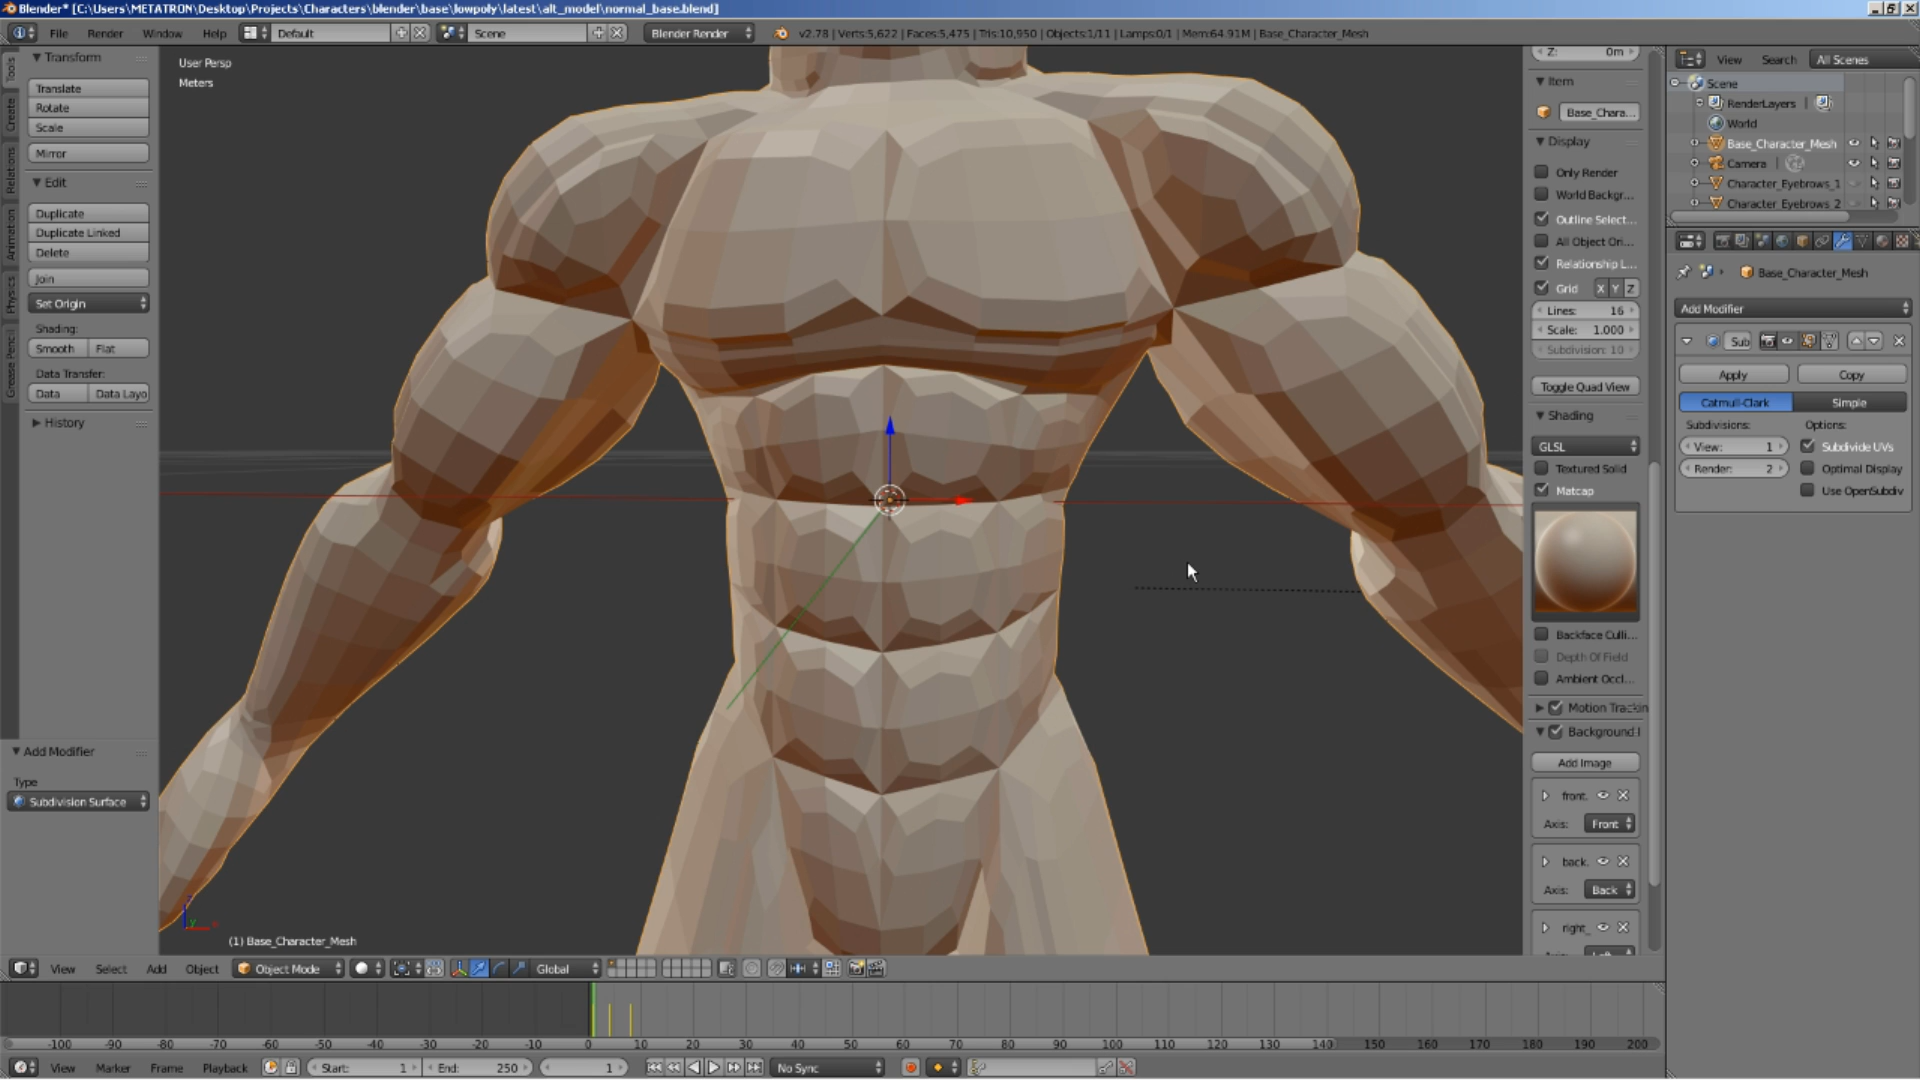 Blender* [C:\Users\METATRON\Desktop\Projects\Characters\blender\base\lowpoly\latest\alt_model\normal_base.blend]
File Render Window Help Default Scene Blender Render v2.78 | Verts:5,622 | Faces:5,475 | Tris:10,950 | Objects:1/11 | Lamps:0/1 | Mem:64.91M | Base_Character_Mesh
Tools
Create
Relations
Animation
Physics
Grease Pencil
Transform
Translate
Rotate
Scale
Mirror
Edit
Duplicate
Duplicate Linked
Delete
Join
Set Origin
Shading:
Smooth Flat
Data Transfer:
Data Data Layo
History
Add Modifier
Type
Subdivision Surface
User Persp
Meters
(1) Base_Character_Mesh
Z: 0m
Item
Base_Chara...
Display
Only Render
World Backgr...
Outline Select...
All Object Ori...
Relationship L...
Grid X Y Z
Lines: 16
Scale: 1.000
Subdivision: 10
Toggle Quad View
Shading
GLSL
Textured Solid
Matcap
Backface Culli...
Depth Of Field
Ambient Occl...
Motion Trackin
Background I
Add Image
front.
Axis: Front
back.
Axis: Back
right_
View Search All Scenes
Scene
RenderLayers |
World
Base_Character_Mesh
Camera |
Character_Eyebrows_1
Character_Eyebrows_2
Base_Character_Mesh
Add Modifier
Sub
Apply Copy
Catmull-Clark Simple
Subdivisions: Options:
View: 1 Subdivide UVs
Render: 2 Optimal Display
Use OpenSubdiv
View Select Add Object Object Mode Global
-100 -90 -80 -70 -60 -50 -40 -30 -20 -10 0 10 20 30 40 50 60 70 80 90 100 110 120 130 140 150 160 170 180 190 200
View Marker Frame Playback Start: 1 End: 250 1 No Sync